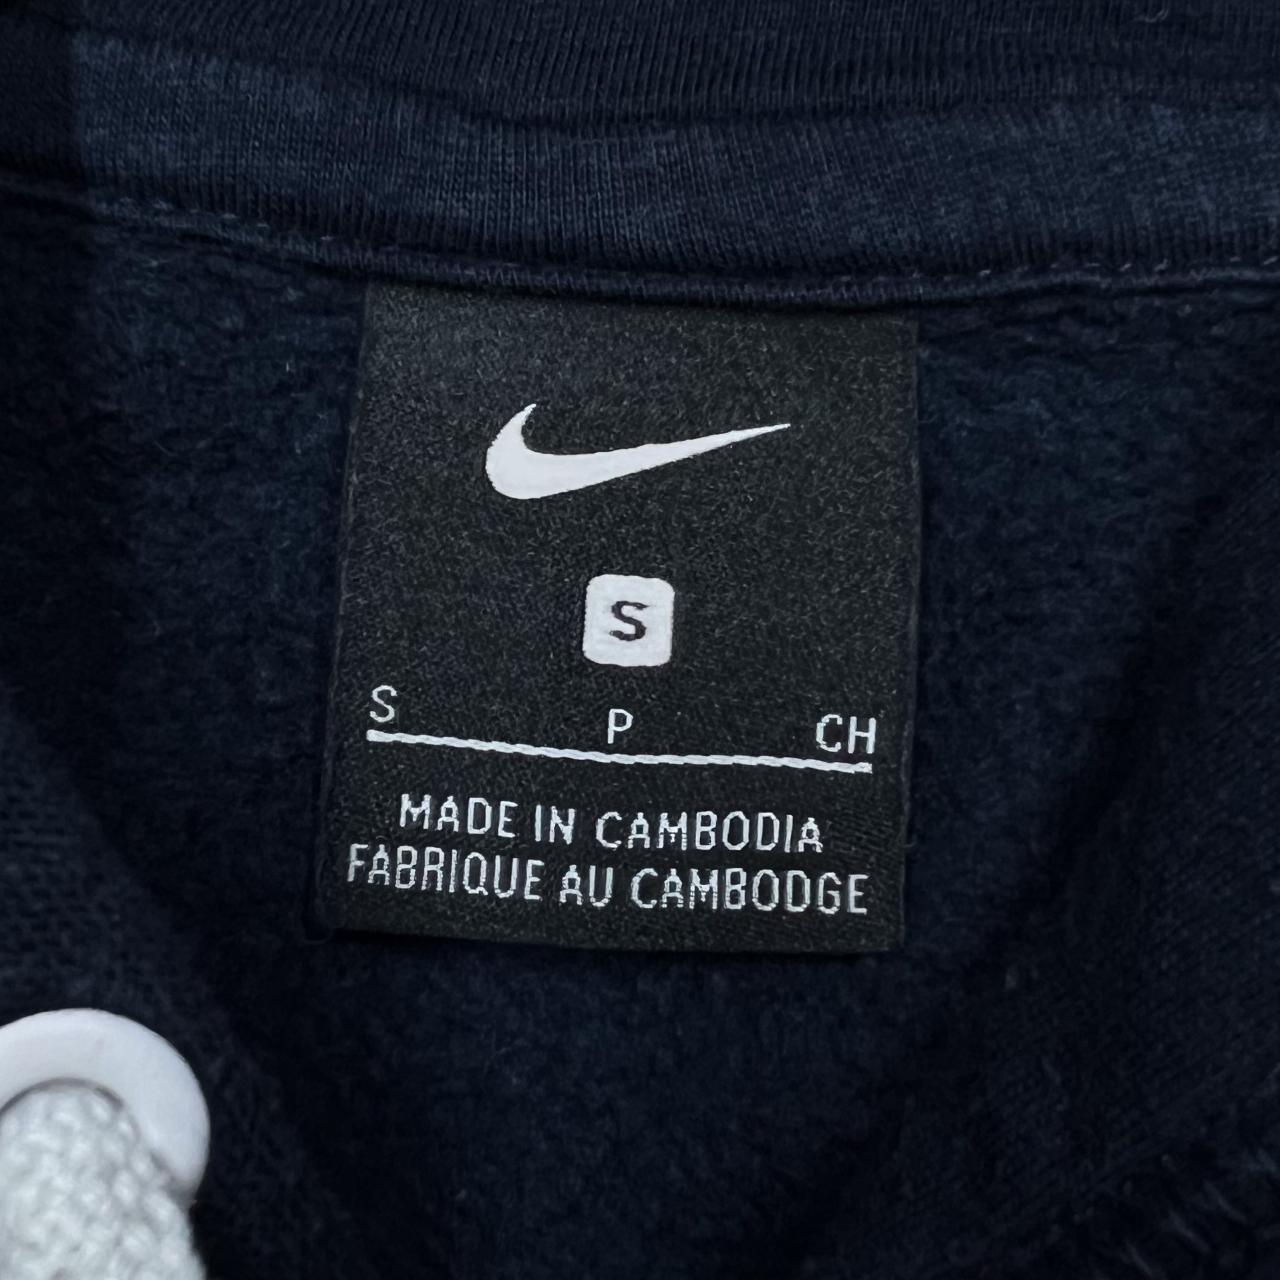 S
S P CH
MADE IN CAMBODIA
FABRIQUE AU CAMBODGE